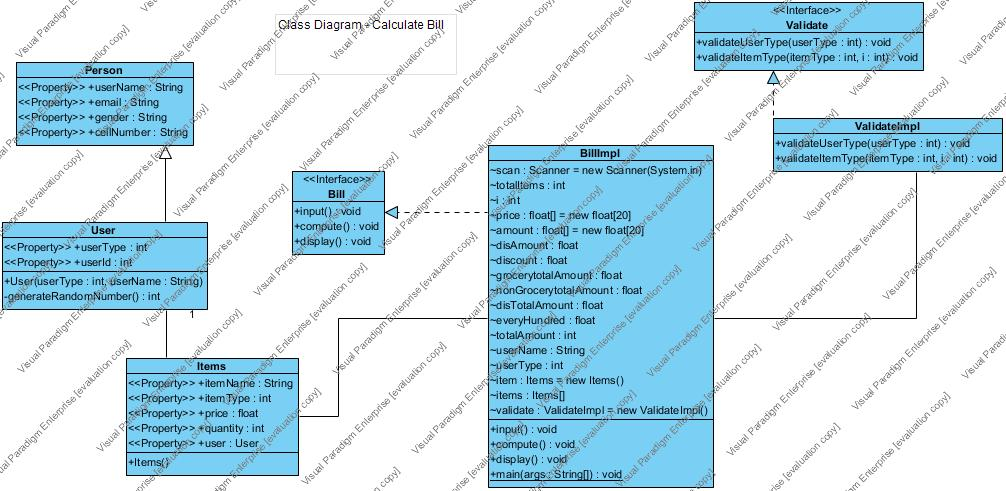 Class Diagram - Calculate Bill
<<Interface>>
Validate
+validateUserType(userType : int) : void
+validateItemType(itemType : int, i : int) : void
Person
<<Property>> +userName : String
<<Property>> +email : String
<<Property>> +gender : String
<<Property>> +cellNumber : String
ValidateImpl
+validateUserType(userType : int) : void
+validateItemType(itemType : int, i : int) : void
<<Interface>>
Bill
+input() : void
+compute() : void
+display() : void
BillImpl
~scan : Scanner = new Scanner(System.in)
~totalItems : int
~i : int
~price : float[] = new float[20]
~amount : float[] = new float[20]
~disAmount : float
~discount : float
~grocerytotalAmount : float
~nonGrocerytotalAmount : float
~disTotalAmount : float
~everyHundred : float
~totalAmount : int
~userName : String
~userType : int
~item : Items = new Items()
~items : Items[]
~validate : ValidateImpl = new ValidateImpl()
+input() : void
+compute() : void
+display() : void
+main(args : String[]) : void
User
<<Property>> +userType : int
<<Property>> +userId : int
+User(userType : int, userName : String)
-generateRandomNumber() : int
1
Items
<<Property>> +itemName : String
<<Property>> +itemType : int
<<Property>> +price : float
<<Property>> +quantity : int
<<Property>> +user : User
+Items()
Visual Paradigm Enterprise [evaluation copy]